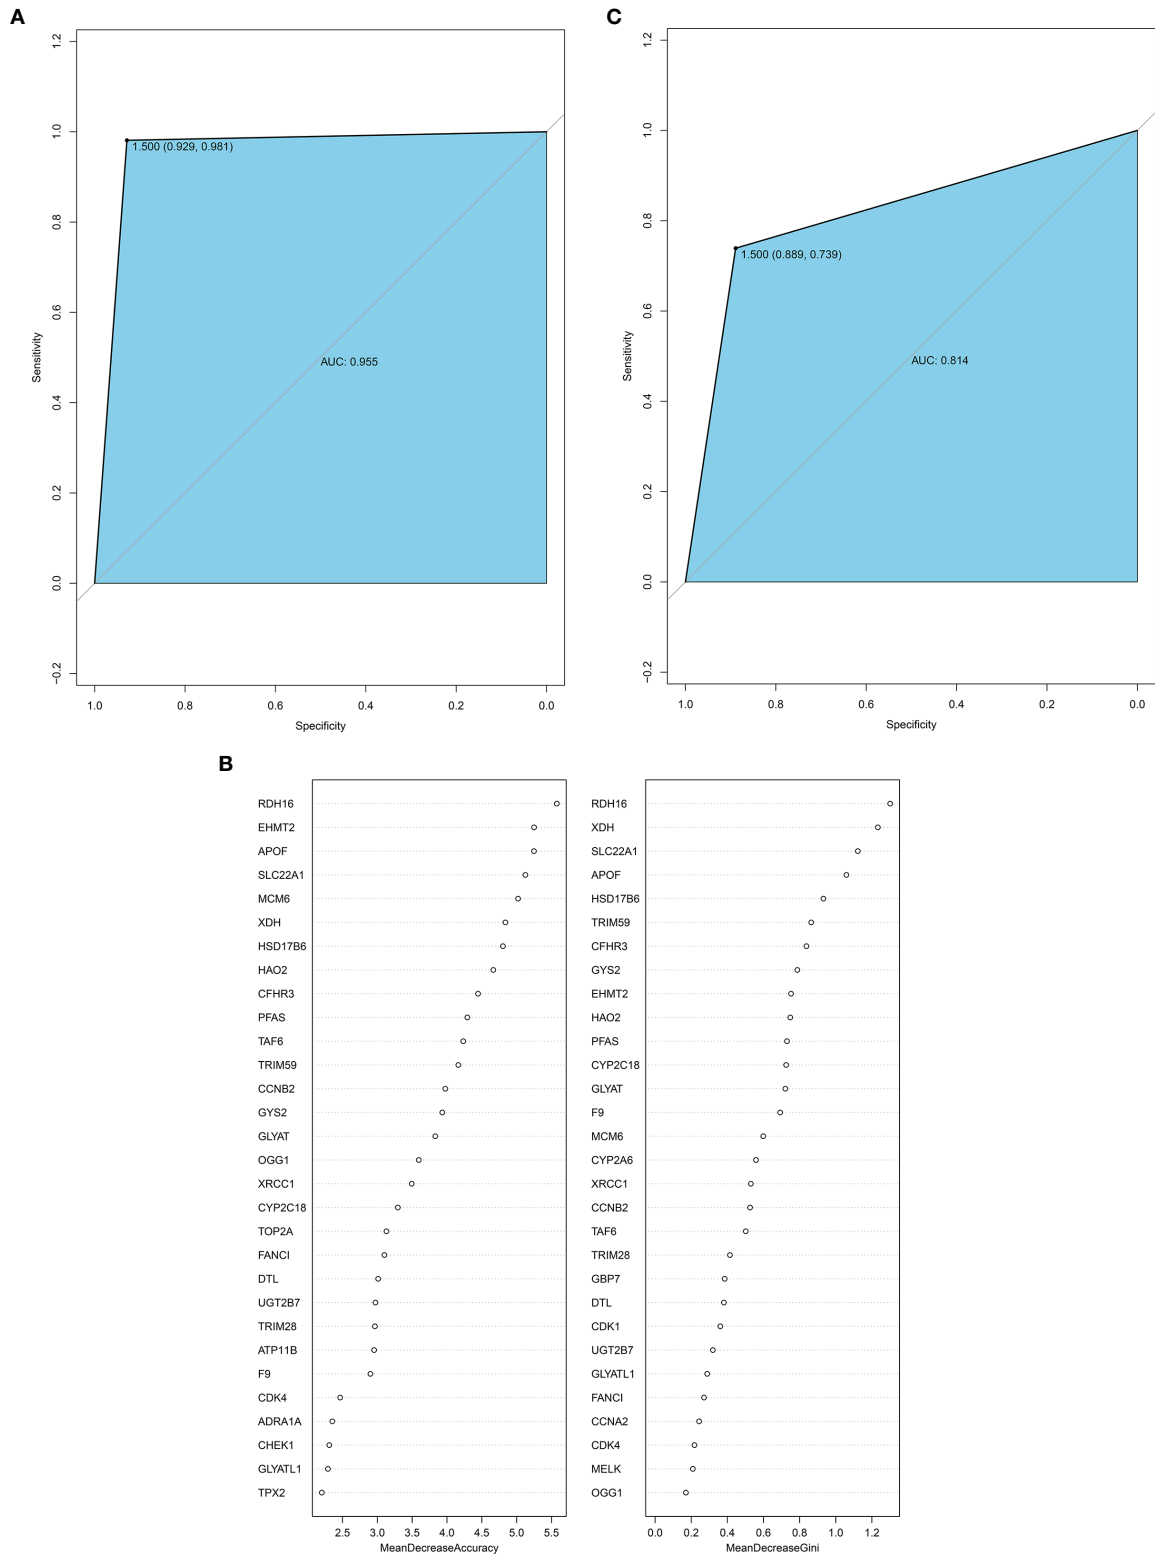 A
1.2
1.0
0.8
0.6
0.4
0.2
0.0
−0.2
Sensitivity
1.500 (0.929, 0.981)
AUC: 0.955
1.0 0.8 0.6 0.4 0.2 0.0
Specificity
C
1.2
1.0
0.8
0.6
0.4
0.2
0.0
−0.2
Sensitivity
1.500 (0.889, 0.739)
AUC: 0.814
1.0 0.8 0.6 0.4 0.2 0.0
Specificity
B
RDH16
EHMT2
APOF
SLC22A1
MCM6
XDH
HSD17B6
HAO2
CFHR3
PFAS
TAF6
TRIM59
CCNB2
GYS2
GLYAT
OGG1
XRCC1
CYP2C18
TOP2A
FANCI
DTL
UGT2B7
TRIM28
ATP11B
F9
CDK4
ADRA1A
CHEK1
GLYATL1
TPX2
2.5 3.0 3.5 4.0 4.5 5.0 5.5
MeanDecreaseAccuracy
RDH16
XDH
SLC22A1
APOF
HSD17B6
TRIM59
CFHR3
GYS2
EHMT2
HAO2
PFAS
CYP2C18
GLYAT
F9
MCM6
CYP2A6
XRCC1
CCNB2
TAF6
TRIM28
GBP7
DTL
CDK1
UGT2B7
GLYATL1
FANCI
CCNA2
CDK4
MELK
OGG1
0.0 0.2 0.4 0.6 0.8 1.0 1.2
MeanDecreaseGini